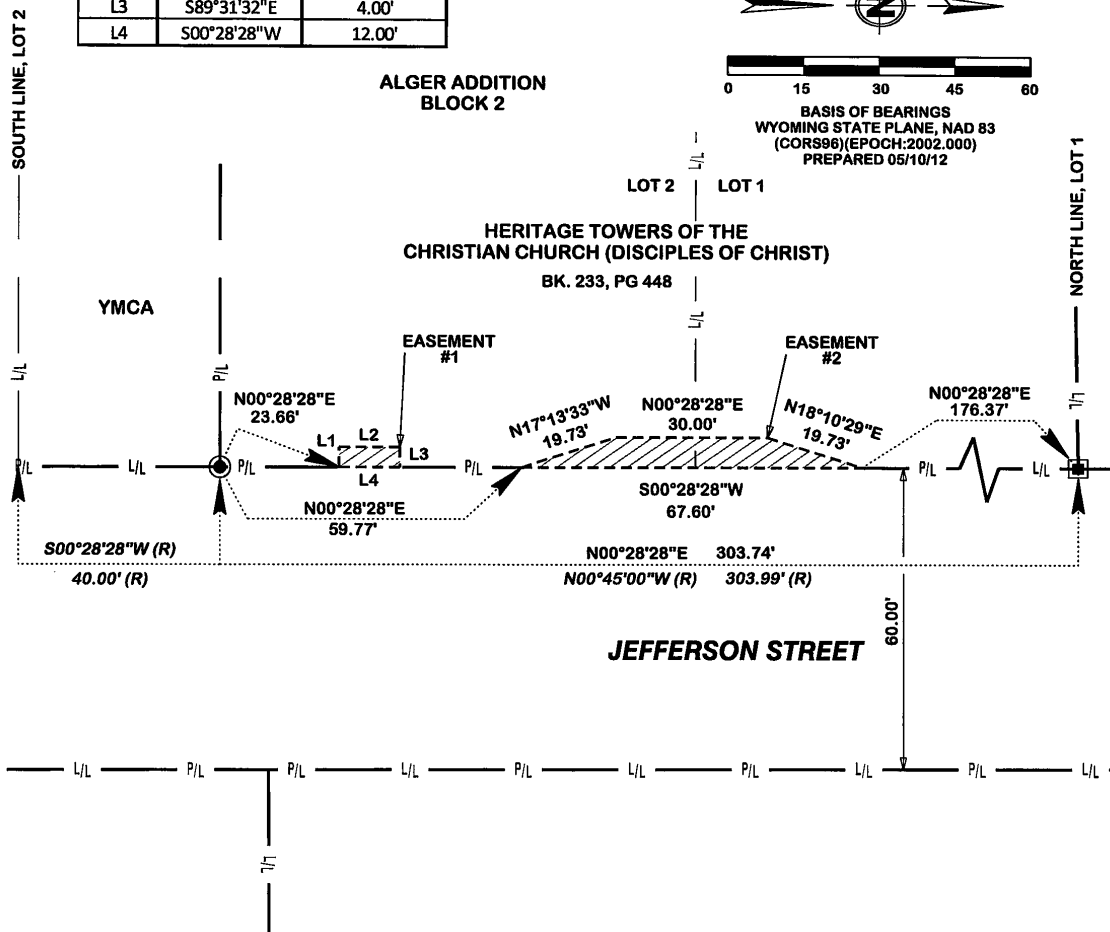 L3 S89°31'32"E 4.00'
L4 S00°28'28"W 12.00'
SOUTH LINE, LOT 2
N
ALGER ADDITION
BLOCK 2
0 15 30 45 60
BASIS OF BEARINGS
WYOMING STATE PLANE, NAD 83
(CORS96)(EPOCH:2002.000)
PREPARED 05/10/12
NORTH LINE, LOT 1
L/L
LOT 2 LOT 1
HERITAGE TOWERS OF THE
CHRISTIAN CHURCH (DISCIPLES OF CHRIST)
BK. 233, PG 448
YMCA
L/L
EASEMENT
#1
EASEMENT
#2
L/L
P/L
L/L
N00°28'28"E
23.66'
N17°13'33"W
19.73'
N00°28'28"E
30.00'
N18°10'29"E
19.73'
N00°28'28"E
176.37'
L1 L2 L3
L4
P/L L/L P/L P/L P/L L/L
N00°28'28"E
59.77'
S00°28'28"W
67.60'
S00°28'28"W (R)
40.00' (R)
N00°28'28"E 303.74'
N00°45'00"W (R) 303.99' (R)
60.00'
JEFFERSON STREET
L/L P/L P/L L/L P/L L/L P/L L/L P/L L/L
L/L